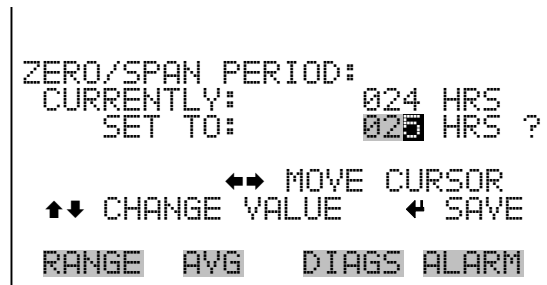 ZERO/SPAN PERIOD:
CURRENTLY: 024 HRS
SET TO: 025 HRS ?
⬅➡ MOVE CURSOR
⬆⬇ CHANGE VALUE ↵ SAVE
RANGE AVG DIAGS ALARM